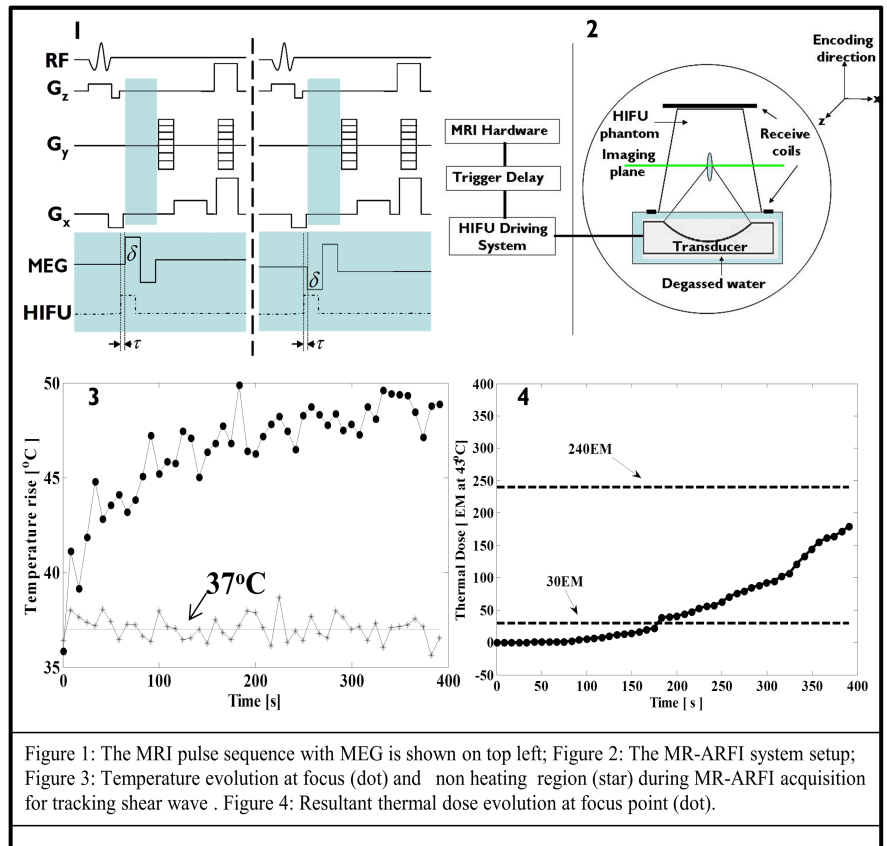 1
RF
Gz
Gy
Gx
MEG
δ
δ
HIFU
τ
τ
2
Encoding
direction
x
z
HIFU
phantom
Receive
coils
Imaging
plane
MRI Hardware
Trigger Delay
HIFU Driving
System
Transducer
Degassed water
3
Temperature rise [°C ]
50
45
40
35
37°C
0
100
200
300
400
Time [s]
4
Thermal Dose [ EM at 43°C]
400
350
300
250
200
150
100
50
0
-50
240EM
30EM
0
50
100
150
200
250
300
350
400
Time [ s ]
Figure 1: The MRI pulse sequence with MEG is shown on top left; Figure 2: The MR-ARFI system setup;
Figure 3: Temperature evolution at focus (dot) and non heating region (star) during MR-ARFI acquisition
for tracking shear wave . Figure 4: Resultant thermal dose evolution at focus point (dot).